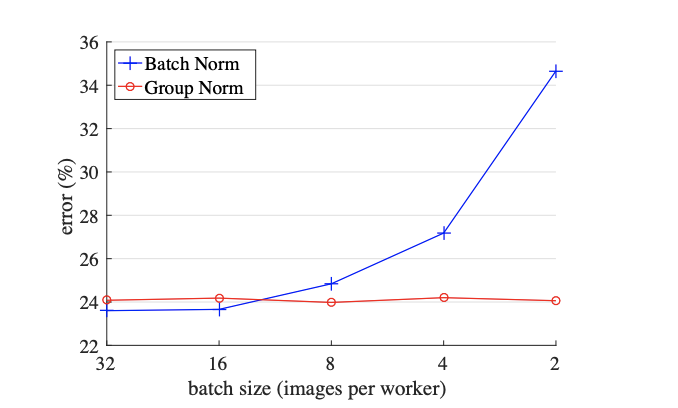 36
34
32
30
28
26
24
22
error (%)
Batch Norm
Group Norm
32 16 8 4 2
batch size (images per worker)